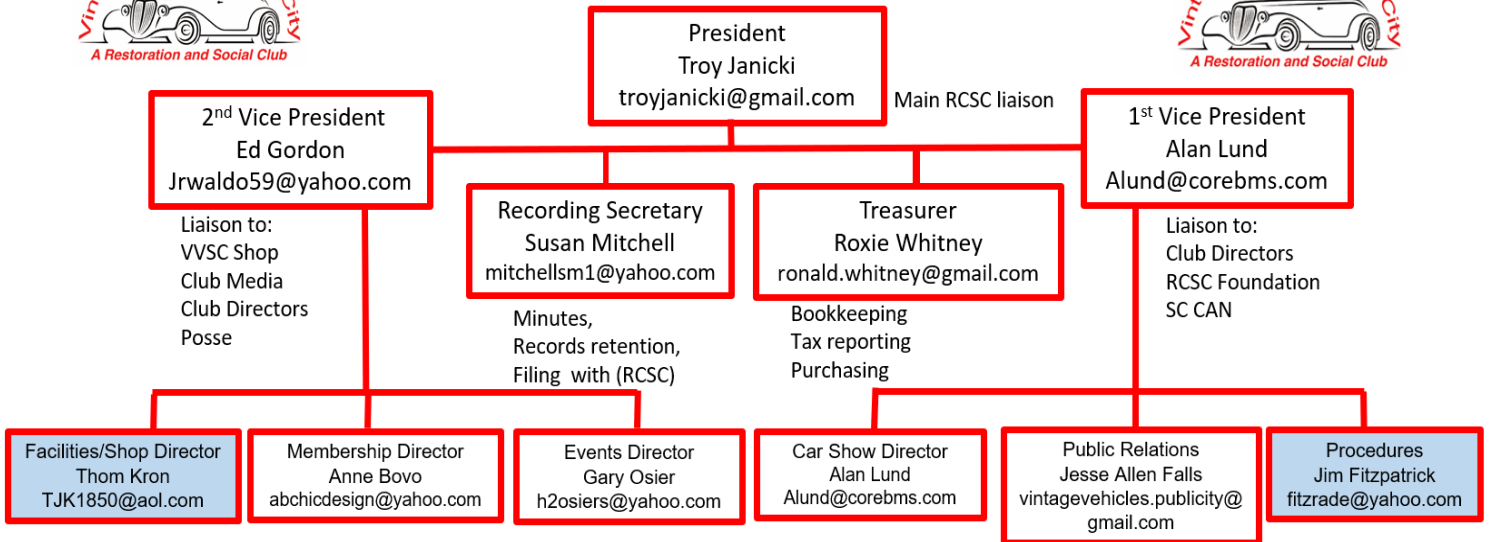 Vin
City
A Restoration and Social Club
President
Troy Janicki
troyjanicki@gmail.com
Main RCSC liaison
Vint
City
A Restoration and Social Club
2nd Vice President
Ed Gordon
Jrwaldo59@yahoo.com
1st Vice President
Alan Lund
Alund@corebms.com
Liaison to:
VVSC Shop
Club Media
Club Directors
Posse
Recording Secretary
Susan Mitchell
mitchellsm1@yahoo.com
Minutes,
Records retention,
Filing with (RCSC)
Treasurer
Roxie Whitney
ronald.whitney@gmail.com
Bookkeeping
Tax reporting
Purchasing
Liaison to:
Club Directors
RCSC Foundation
SC CAN
Facilities/Shop Director
Thom Kron
TJK1850@aol.com
Membership Director
Anne Bovo
abchicdesign@yahoo.com
Events Director
Gary Osier
h2osiers@yahoo.com
Car Show Director
Alan Lund
Alund@corebms.com
Public Relations
Jesse Allen Falls
vintagevehicles.publicity@
gmail.com
Procedures
Jim Fitzpatrick
fitzrade@yahoo.com